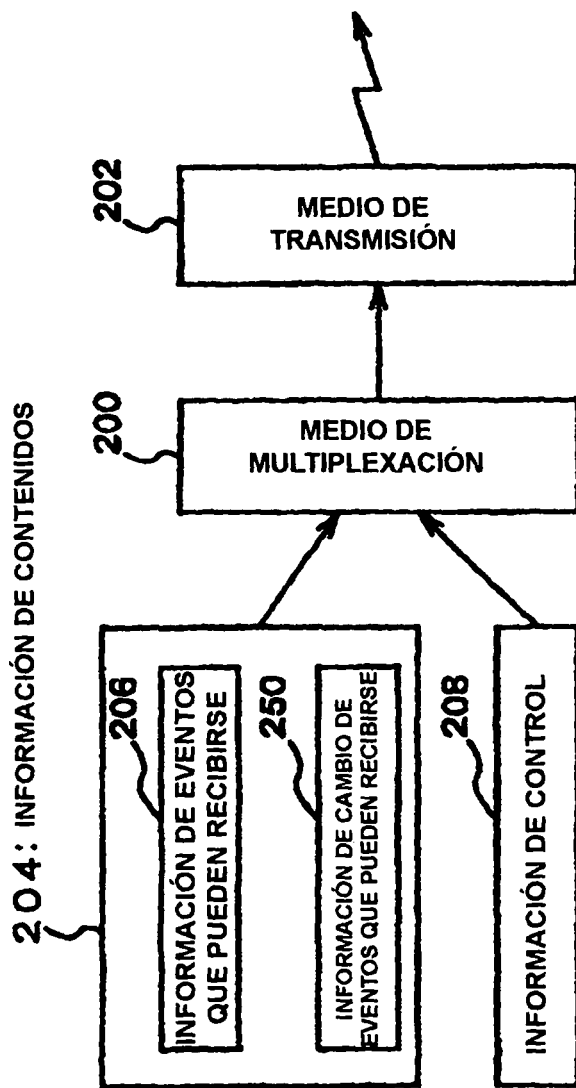 204: INFORMACIÓN DE CONTENIDOS
206
INFORMACIÓN DE EVENTOS
QUE PUEDEN RECIBIRSE
250
INFORMACIÓN DE CAMBIO DE
EVENTOS QUE PUEDEN RECIBIRSE
208
INFORMACIÓN DE CONTROL
200
MEDIO DE
MULTIPLEXACIÓN
202
MEDIO DE
TRANSMISIÓN